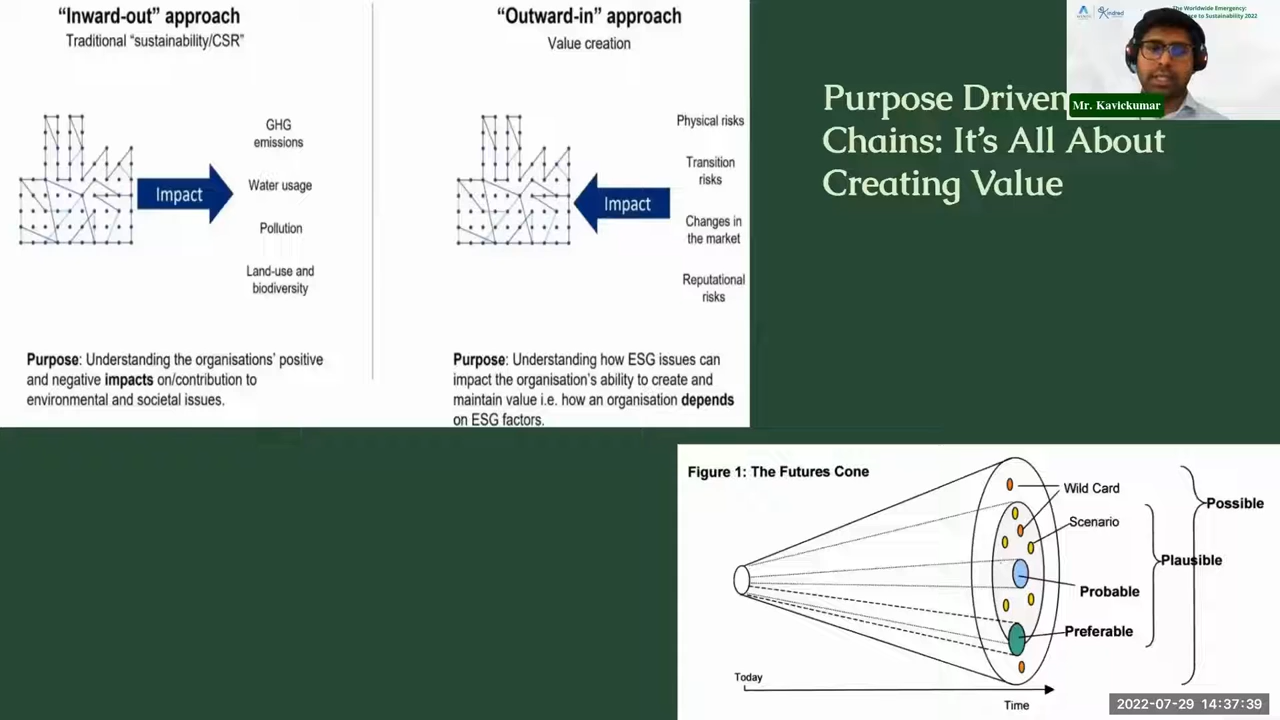 “Inward-out” approach
Traditional “sustainability/CSR”
Impact
GHG
emissions
Water usage
Pollution
Land-use and
biodiversity
Purpose: Understanding the organisations’ positive
and negative impacts on/contribution to
environmental and societal issues.
"Outward-in” approach
Value creation
Impact
Physical risks
Transition
risks
Changes in
the market
Reputational
risks
Purpose: Understanding how ESG issues can
impact the organisation’s ability to create and
maintain value i.e. how an organisation depends
on ESG factors.
Purpose Driven
Chains: It’s All About
Creating Value
kindred
The Worldwide Emergency:
to Sustainability 2022
Mr. Kavickumar
Figure 1: The Futures Cone
Wild Card
Scenario
Possible
Plausible
Probable
Preferable
Today
Time
2022-07-29 14:37:39